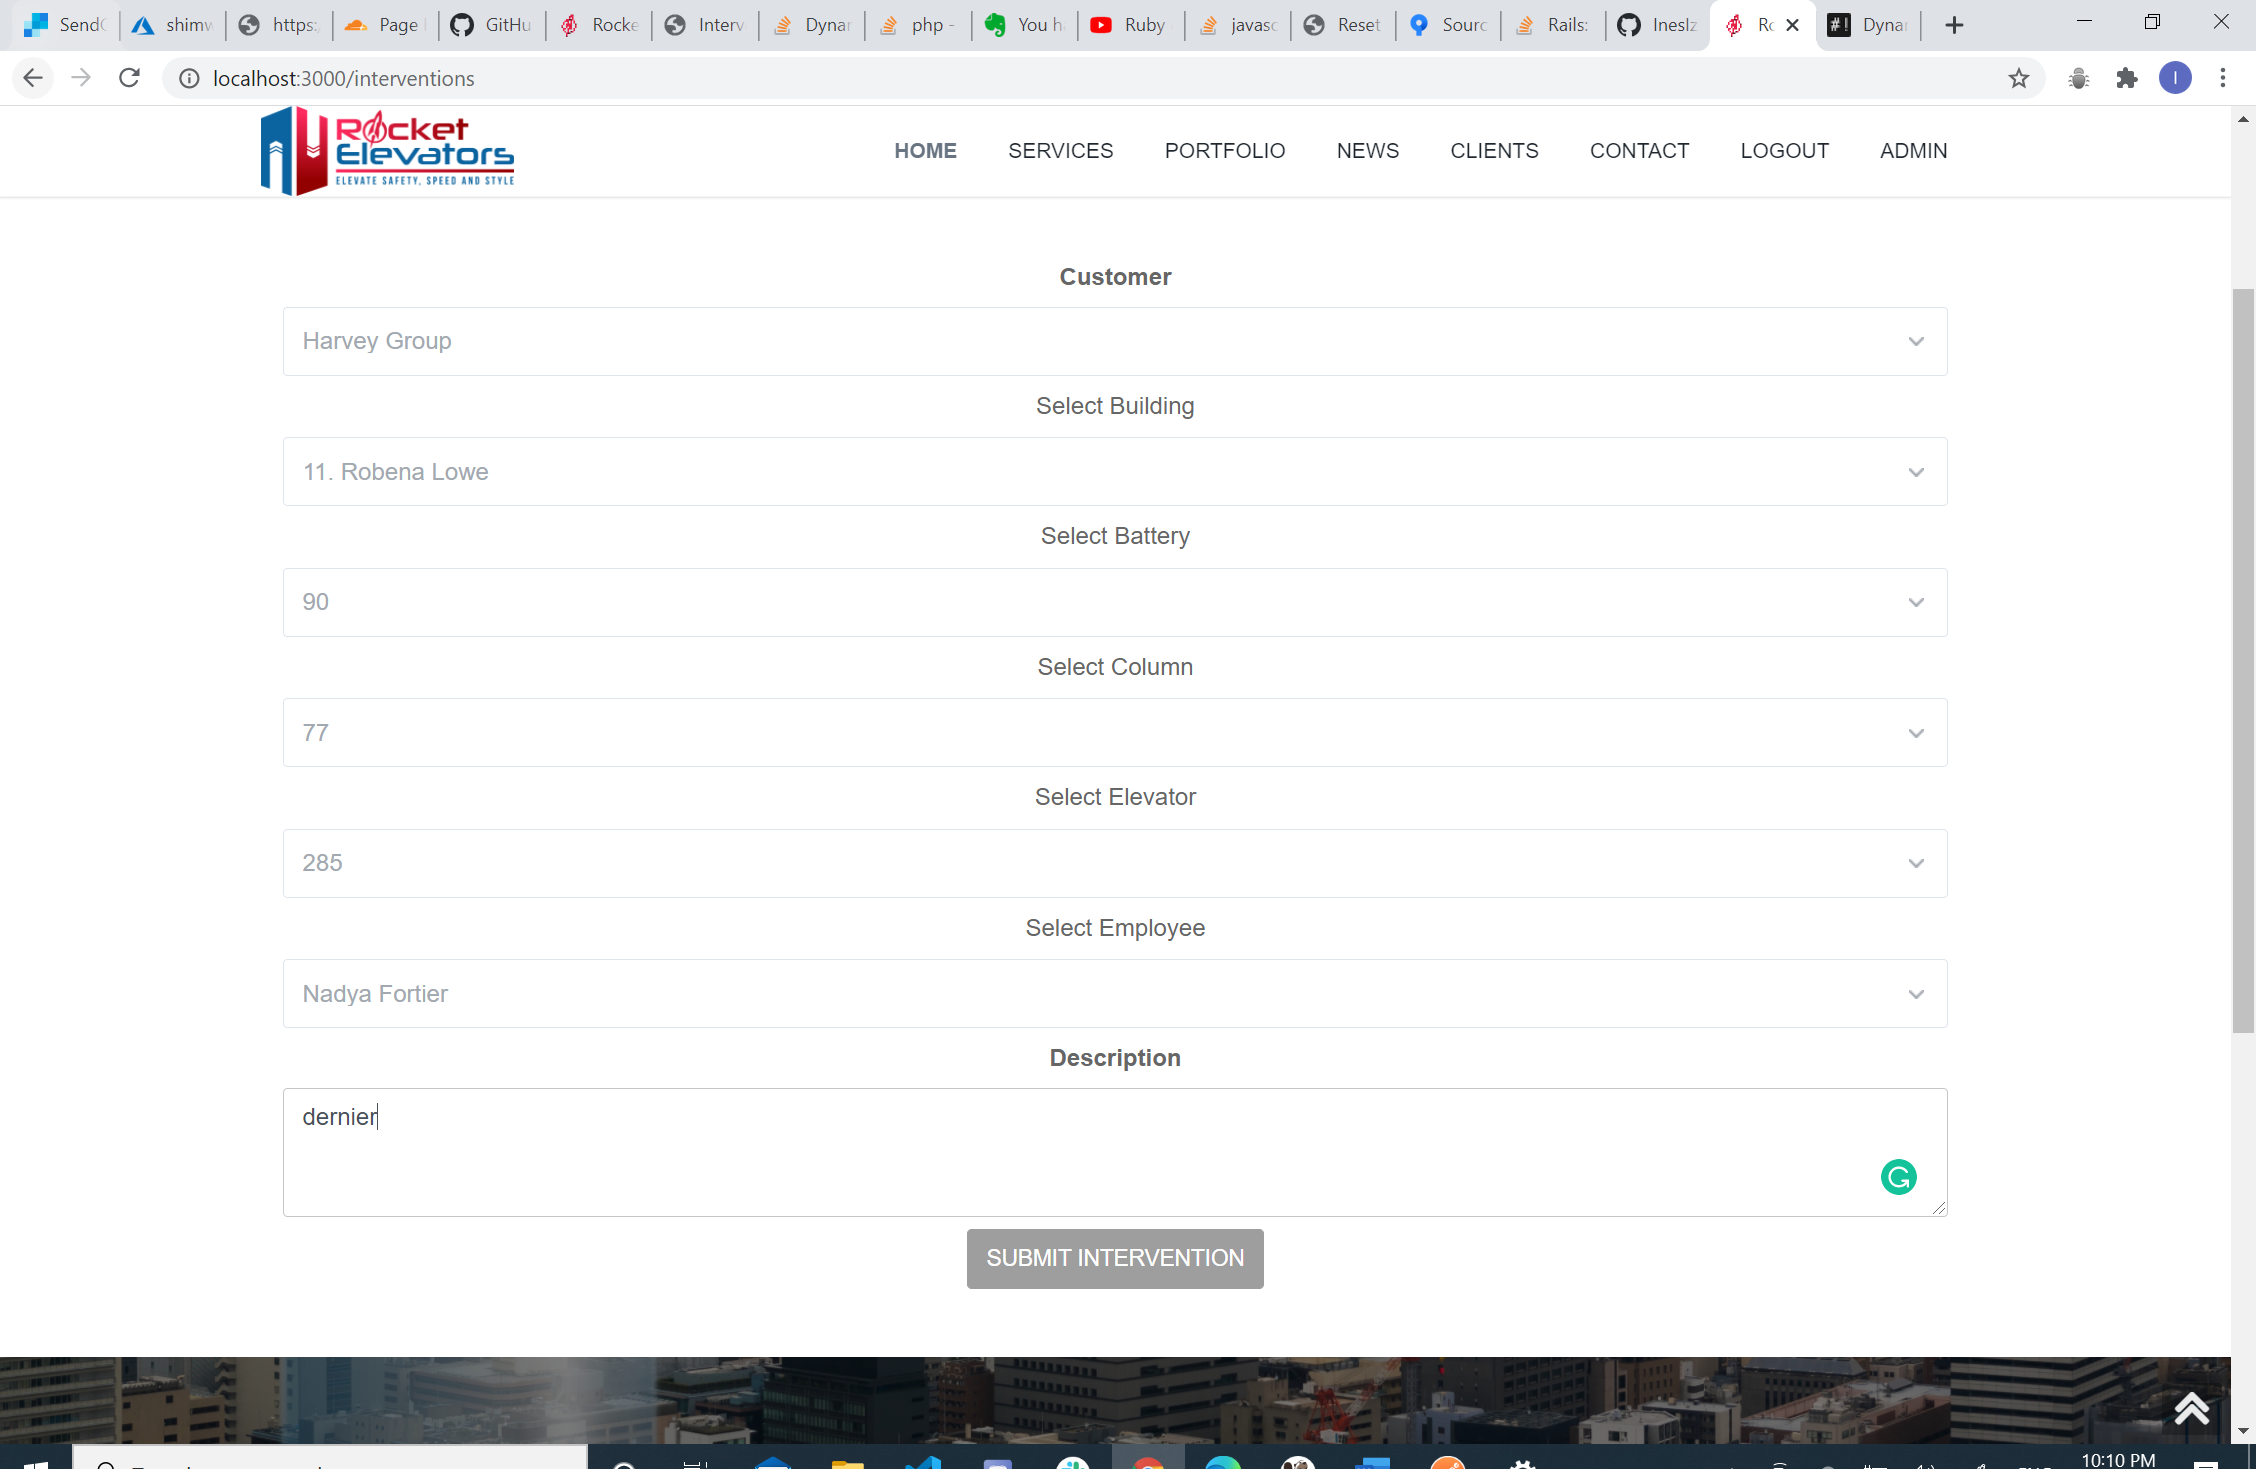 Send shimw https: Page GitHu Rocke Interv Dynar php - You h Ruby javasc Reset Sourc Rails: InesIz Ro Dynar
localhost:3000/interventions
Rocket
Elevators
ELEVATE SAFETY, SPEED AND STYLE
HOME SERVICES PORTFOLIO NEWS CLIENTS CONTACT LOGOUT ADMIN
Customer
Harvey Group
Select Building
11. Robena Lowe
Select Battery
90
Select Column
77
Select Elevator
285
Select Employee
Nadya Fortier
Description
dernier
SUBMIT INTERVENTION
10:10 PM